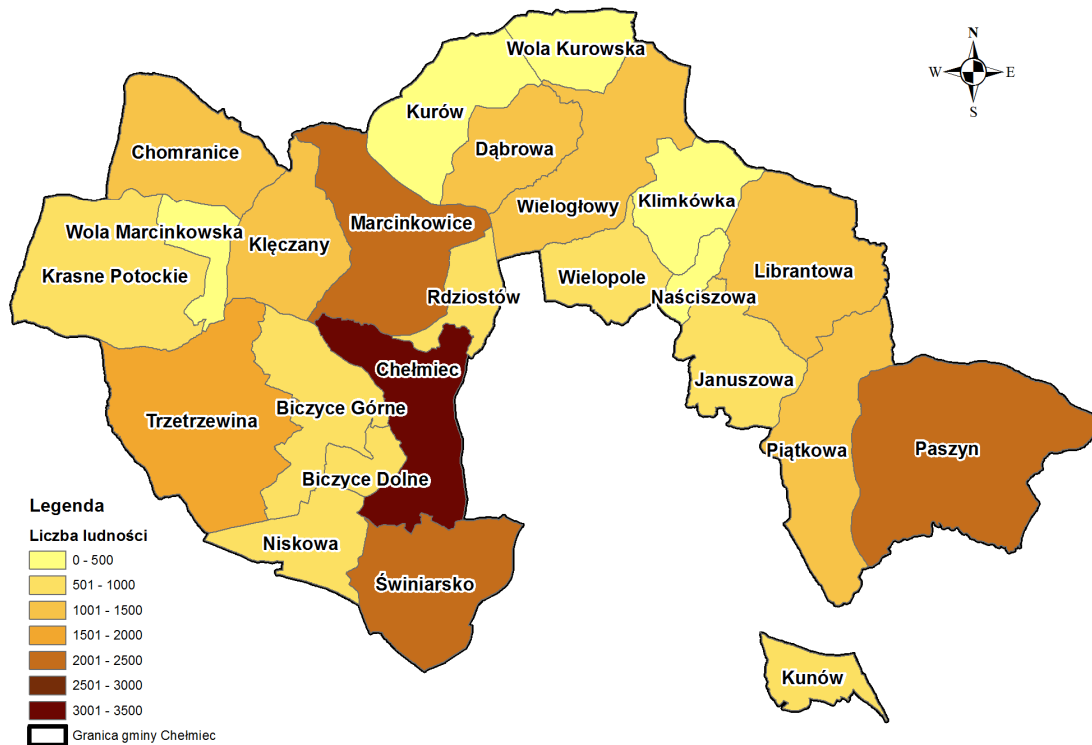 Wola Kurowska
N
W
E
S
Kurów
Dąbrowa
Chomranice
Klimkówka
Wielogłowy
Marcinkowice
Wola Marcinkowska
Klęczany
Krasne Potockie
Wielopole
Librantowa
Rdziostów
Naściszowa
Chełmiec
Januszowa
Biczyce Górne
Trzetrzewina
Piątkowa
Paszyn
Biczyce Dolne
Niskowa
Świniarsko
Kunów
Legenda
Liczba ludności
0 - 500
501 - 1000
1001 - 1500
1501 - 2000
2001 - 2500
2501 - 3000
3001 - 3500
Granica gminy Chełmiec